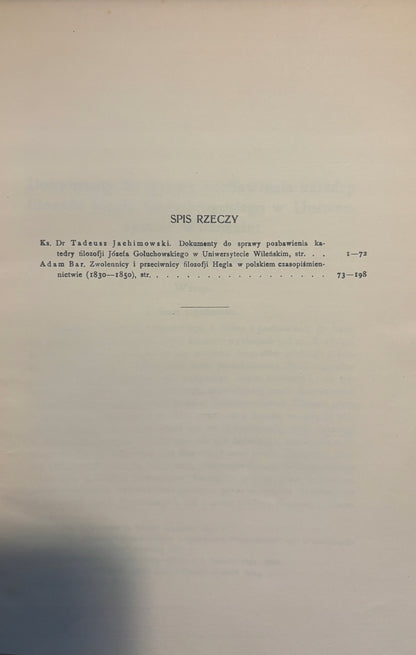 SPIS RZECZY
Ks. Dr Tadeusz Jachimowski. Dokumenty do sprawy pozbawienia ka-
tedry filozofji Józefa Gołuchowskiego w Uniwersytecie Wileńskim, str. . . 1—72
Adam Bar. Zwolennicy i przeciwnicy filozofji Hegla w polskiem czasopiśmien-
nictwie (1830—1850), str. . . . . . . . . . . . . . . . . . 73—198